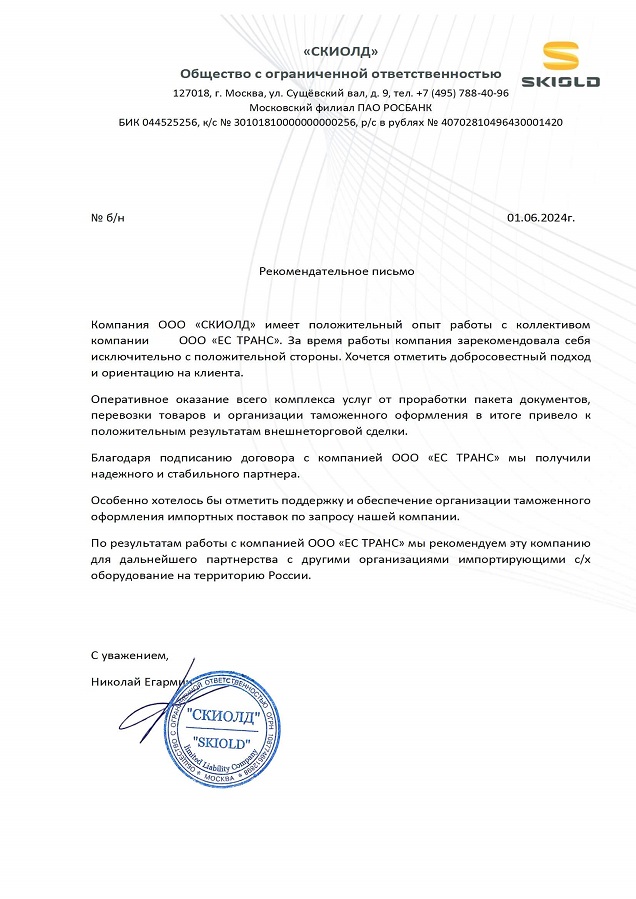 «СКИОЛД»
Общество с ограниченной ответственностью
SKIOLD
127018, г. Москва, ул. Сущёвский вал, д. 9, тел. +7 (495) 788-40-96
Московский филиал ПАО РОСБАНК
БИК 044525256, к/с № 30101810000000000256, р/с в рублях № 40702810496430001420
№ б/н
01.06.2024г.
Рекомендательное письмо
Компания ООО «СКИОЛД» имеет положительный опыт работы с коллективом
компании ООО «ЕС ТРАНС». За время работы компания зарекомендовала себя
исключительно с положительной стороны. Хочется отметить добросовестный подход
и ориентацию на клиента.
Оперативное оказание всего комплекса услуг от проработки пакета документов,
перевозки товаров и организации таможенного оформления в итоге привело к
положительным результатам внешнеторговой сделки.
Благодаря подписанию договора с компанией ООО «ЕС ТРАНС» мы получили
надежного и стабильного партнера.
Особенно хотелось бы отметить поддержку и обеспечение организации таможенного
оформления импортных поставок по запросу нашей компании.
По результатам работы с компанией ООО «ЕС ТРАНС» мы рекомендуем эту компанию
для дальнейшего партнерства с другими организациями импортирующими с/х
оборудование на территорию России.
С уважением,
Николай Егармин
ОБЩЕСТВО С ОГРАНИЧЕННОЙ ОТВЕТСТВЕННОСТЬЮ ОГРН
"СКИОЛД"
"SKIOLD"
limited Liability Company
МОСКВА